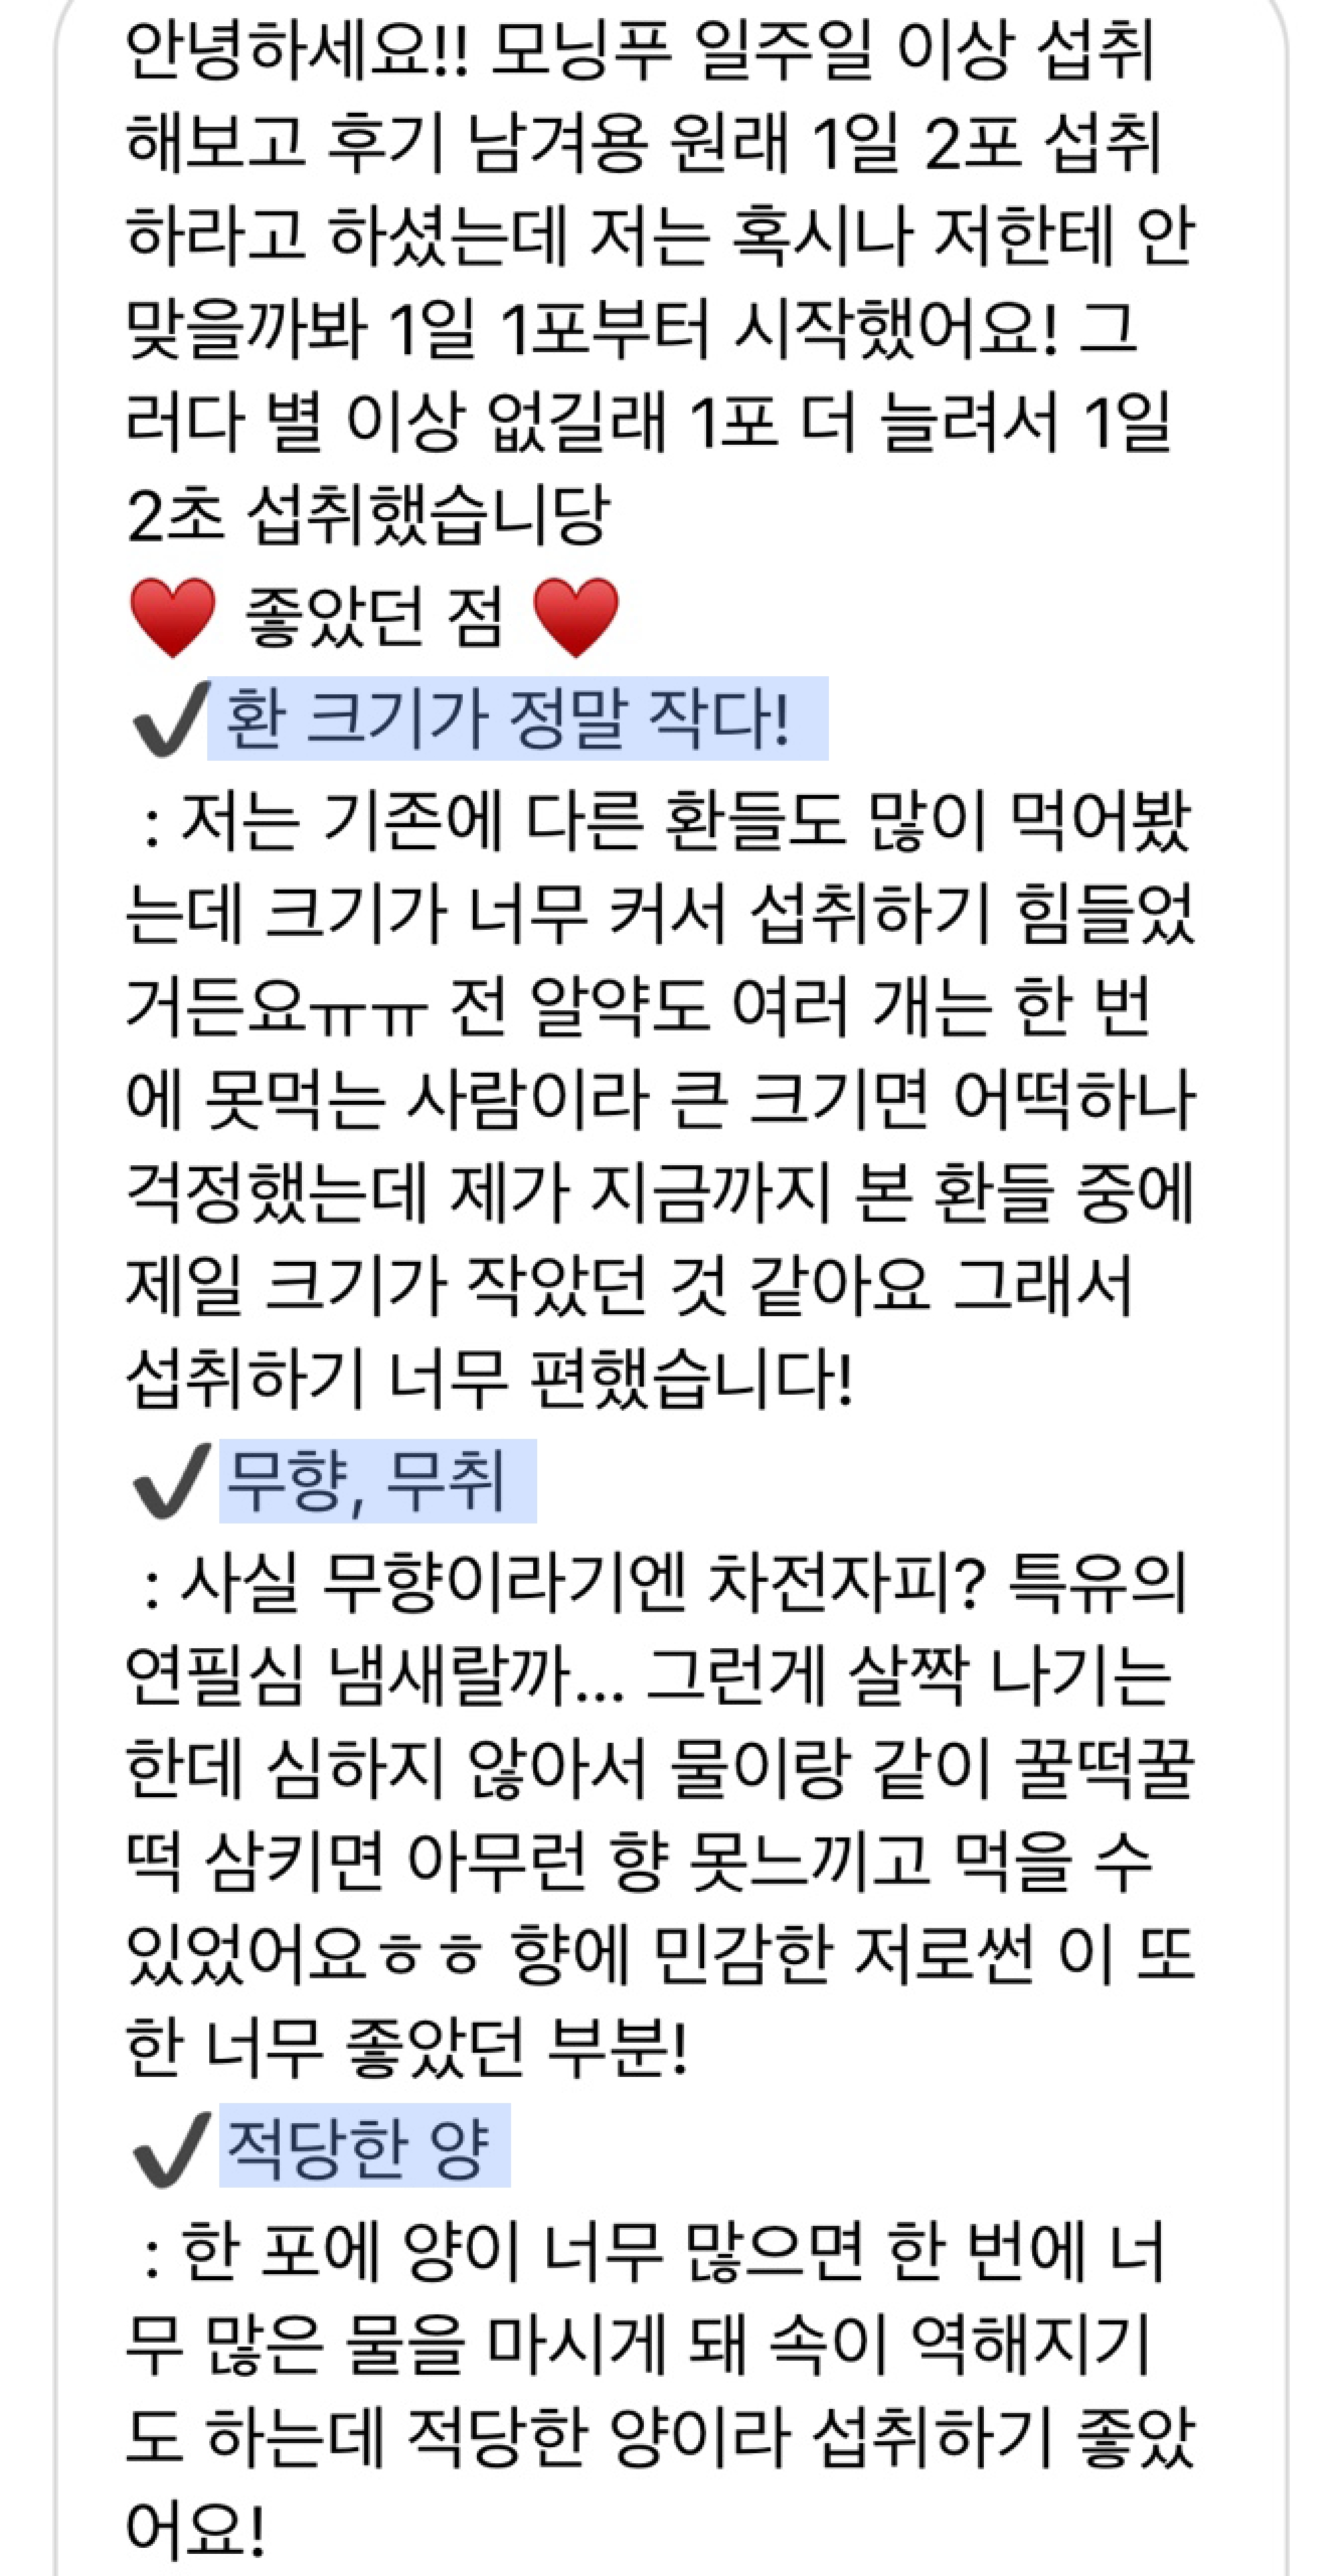 안녕하세요!! 모닝푸 일주일 이상 섭취
해보고 후기 남겨용 원래 1일 2포 섭취
하라고 하셨는데 저는 혹시나 저한테 안
맞을까봐 1일 1포부터 시작했어요! 그
러다 별 이상 없길래 1포 더 늘려서 1일
2초 섭취했습니당
♥️ 좋았던 점 ♥️
✔️환 크기가 정말 작다!
: 저는 기존에 다른 환들도 많이 먹어봤
는데 크기가 너무 커서 섭취하기 힘들었
거든요ㅠㅠ 전 알약도 여러 개는 한 번
에 못먹는 사람이라 큰 크기면 어떡하나
걱정했는데 제가 지금까지 본 환들 중에
제일 크기가 작았던 것 같아요 그래서
섭취하기 너무 편했습니다!
✔️무향, 무취
: 사실 무향이라기엔 차전자피? 특유의
연필심 냄새랄까... 그런게 살짝 나기는
한데 심하지 않아서 물이랑 같이 꿀떡꿀
떡 삼키면 아무런 향 못느끼고 먹을 수
있었어요ㅎㅎ 향에 민감한 저로썬 이 또
한 너무 좋았던 부분!
✔️적당한 양
: 한 포에 양이 너무 많으면 한 번에 너
무 많은 물을 마시게 돼 속이 역해지기
도 하는데 적당한 양이라 섭취하기 좋았
어요!